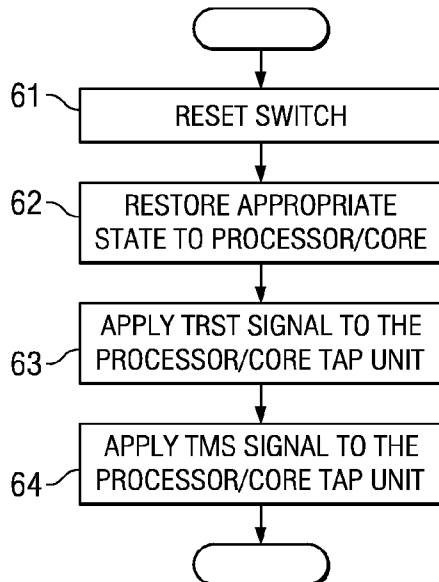 61
RESET SWITCH
62
RESTORE APPROPRIATE
STATE TO PROCESSOR/CORE
63
APPLY TRST SIGNAL TO THE
PROCESSOR/CORE TAP UNIT
64
APPLY TMS SIGNAL TO THE
PROCESSOR/CORE TAP UNIT